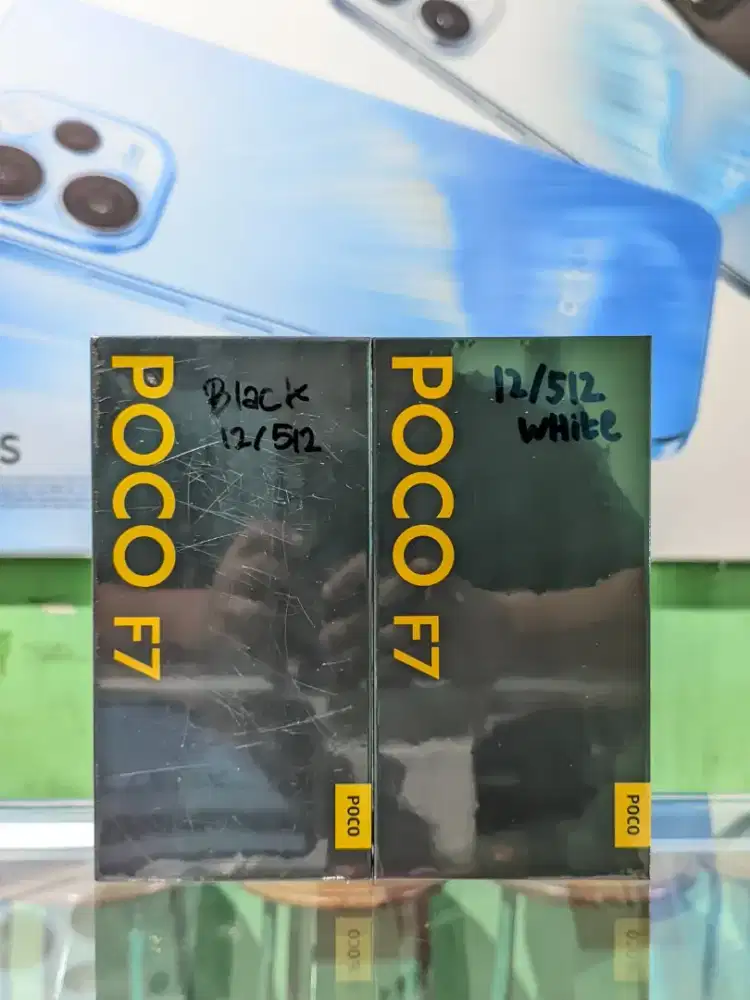 POCO F7
Black
12/512
POCO
POCO F7
12/512
WHite
POCO
S